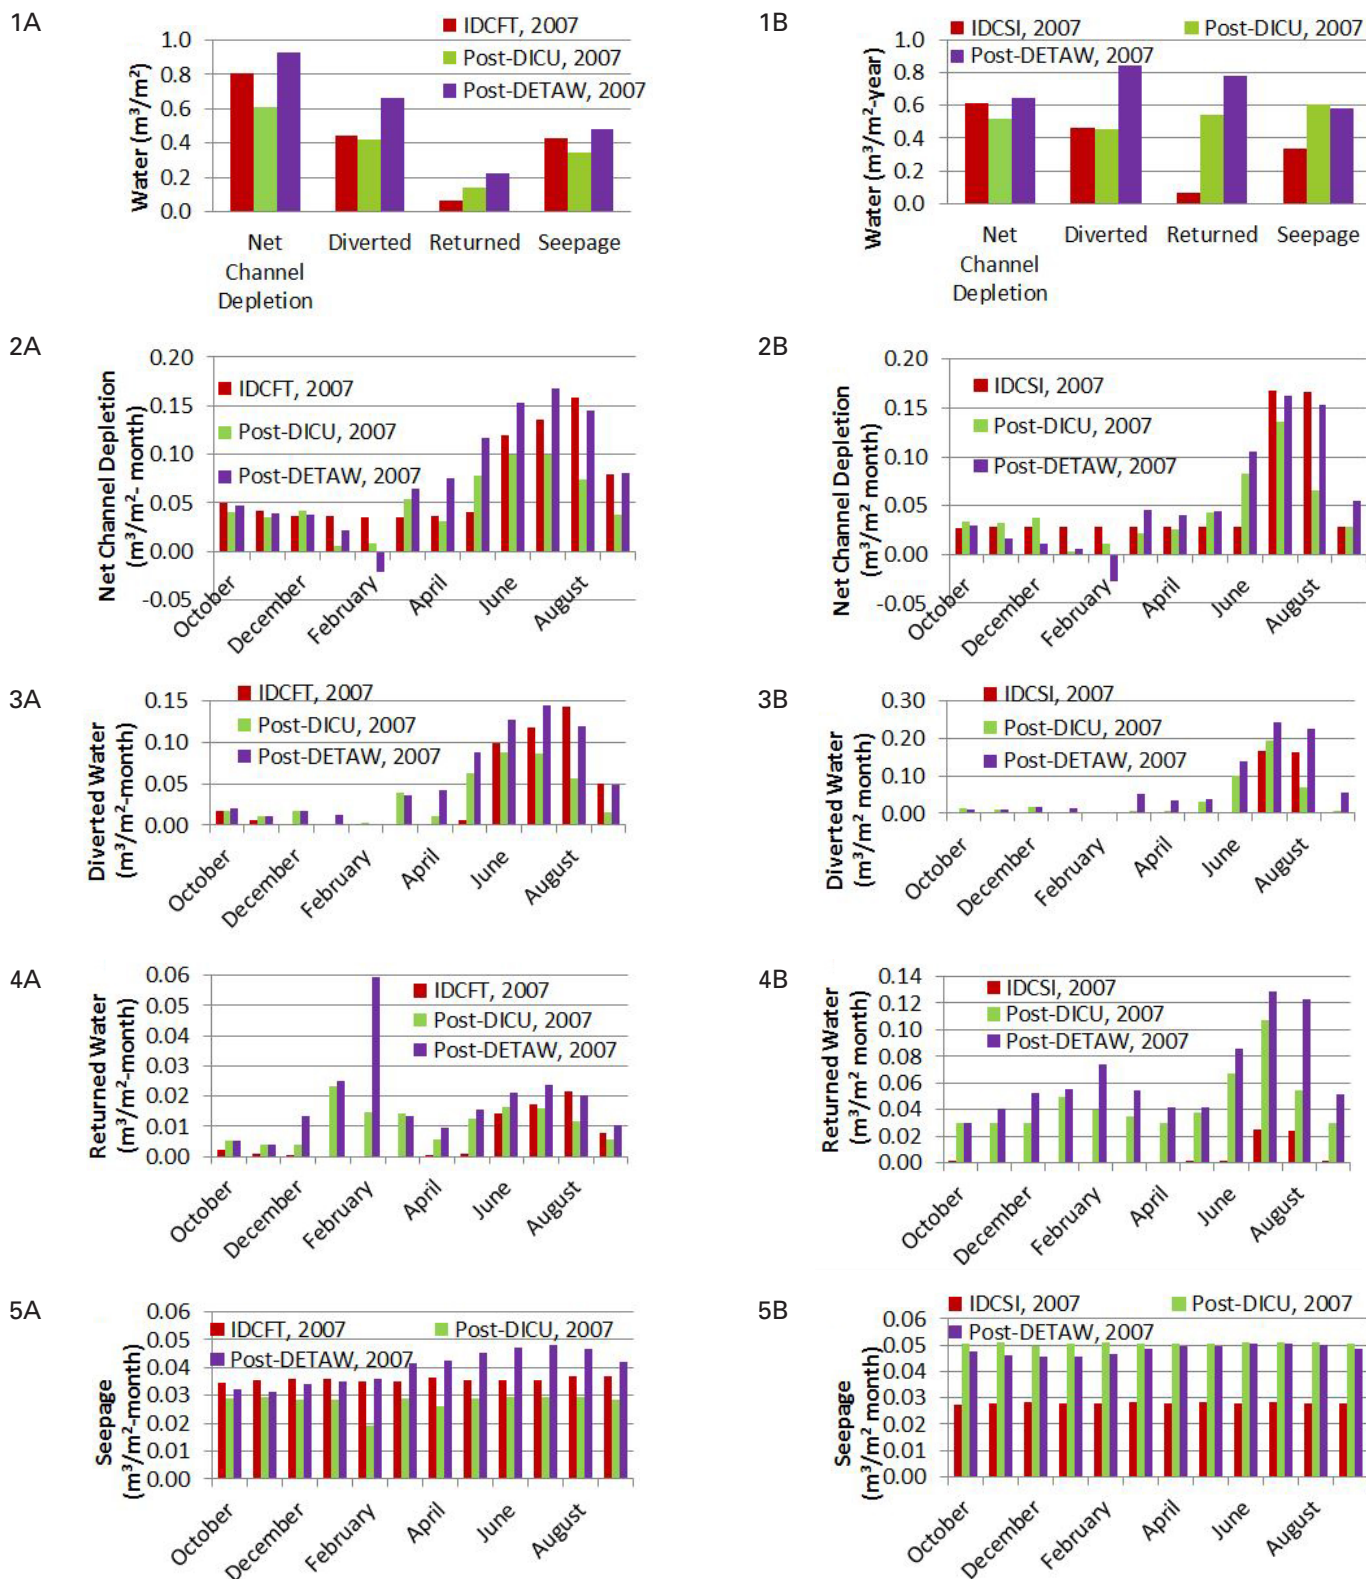 1A
IDCFT, 2007
Post-DICU, 2007
Post-DETAW, 2007
Water (m³/m²)
1.0
0.8
0.6
0.4
0.2
0.0
Net Channel Depletion
Diverted
Returned
Seepage
1B
IDCSI, 2007
Post-DICU, 2007
Post-DETAW, 2007
Water (m³/m²-year)
1.0
0.8
0.6
0.4
0.2
0.0
Net Channel Depletion
Diverted
Returned
Seepage
2A
Net Channel Depletion
(m³/m²- month)
0.20
0.15
0.10
0.05
0.00
-0.05
IDCFT, 2007
Post-DICU, 2007
Post-DETAW, 2007
October
December
February
April
June
August
2B
Net Channel Depletion
(m³/m² month)
0.20
0.15
0.10
0.05
0.00
-0.05
IDCSI, 2007
Post-DICU, 2007
Post-DETAW, 2007
October
December
February
April
June
August
3A
Diverted Water
(m³/m²-month)
0.15
0.10
0.05
0.00
IDCFT, 2007
Post-DICU, 2007
Post-DETAW, 2007
October
December
February
April
June
August
3B
Diverted Water
(m³/m² month)
0.30
0.20
0.10
0.00
IDCSI, 2007
Post-DICU, 2007
Post-DETAW, 2007
October
December
February
April
June
August
4A
Returned Water
(m³/m²-month)
0.06
0.05
0.04
0.03
0.02
0.01
0.00
IDCFT, 2007
Post-DICU, 2007
Post-DETAW, 2007
October
December
February
April
June
August
4B
Returned Water
(m³/m² month)
0.14
0.12
0.10
0.08
0.06
0.04
0.02
0.00
IDCSI, 2007
Post-DICU, 2007
Post-DETAW, 2007
October
December
February
April
June
August
5A
Seepage
(m³/m²-month)
0.06
0.05
0.04
0.03
0.02
0.01
0.00
IDCFT, 2007
Post-DICU, 2007
Post-DETAW, 2007
October
December
February
April
June
August
5B
Seepage
(m³/m² month)
0.06
0.05
0.04
0.03
0.02
0.01
0.00
IDCSI, 2007
Post-DICU, 2007
Post-DETAW, 2007
October
December
February
April
June
August